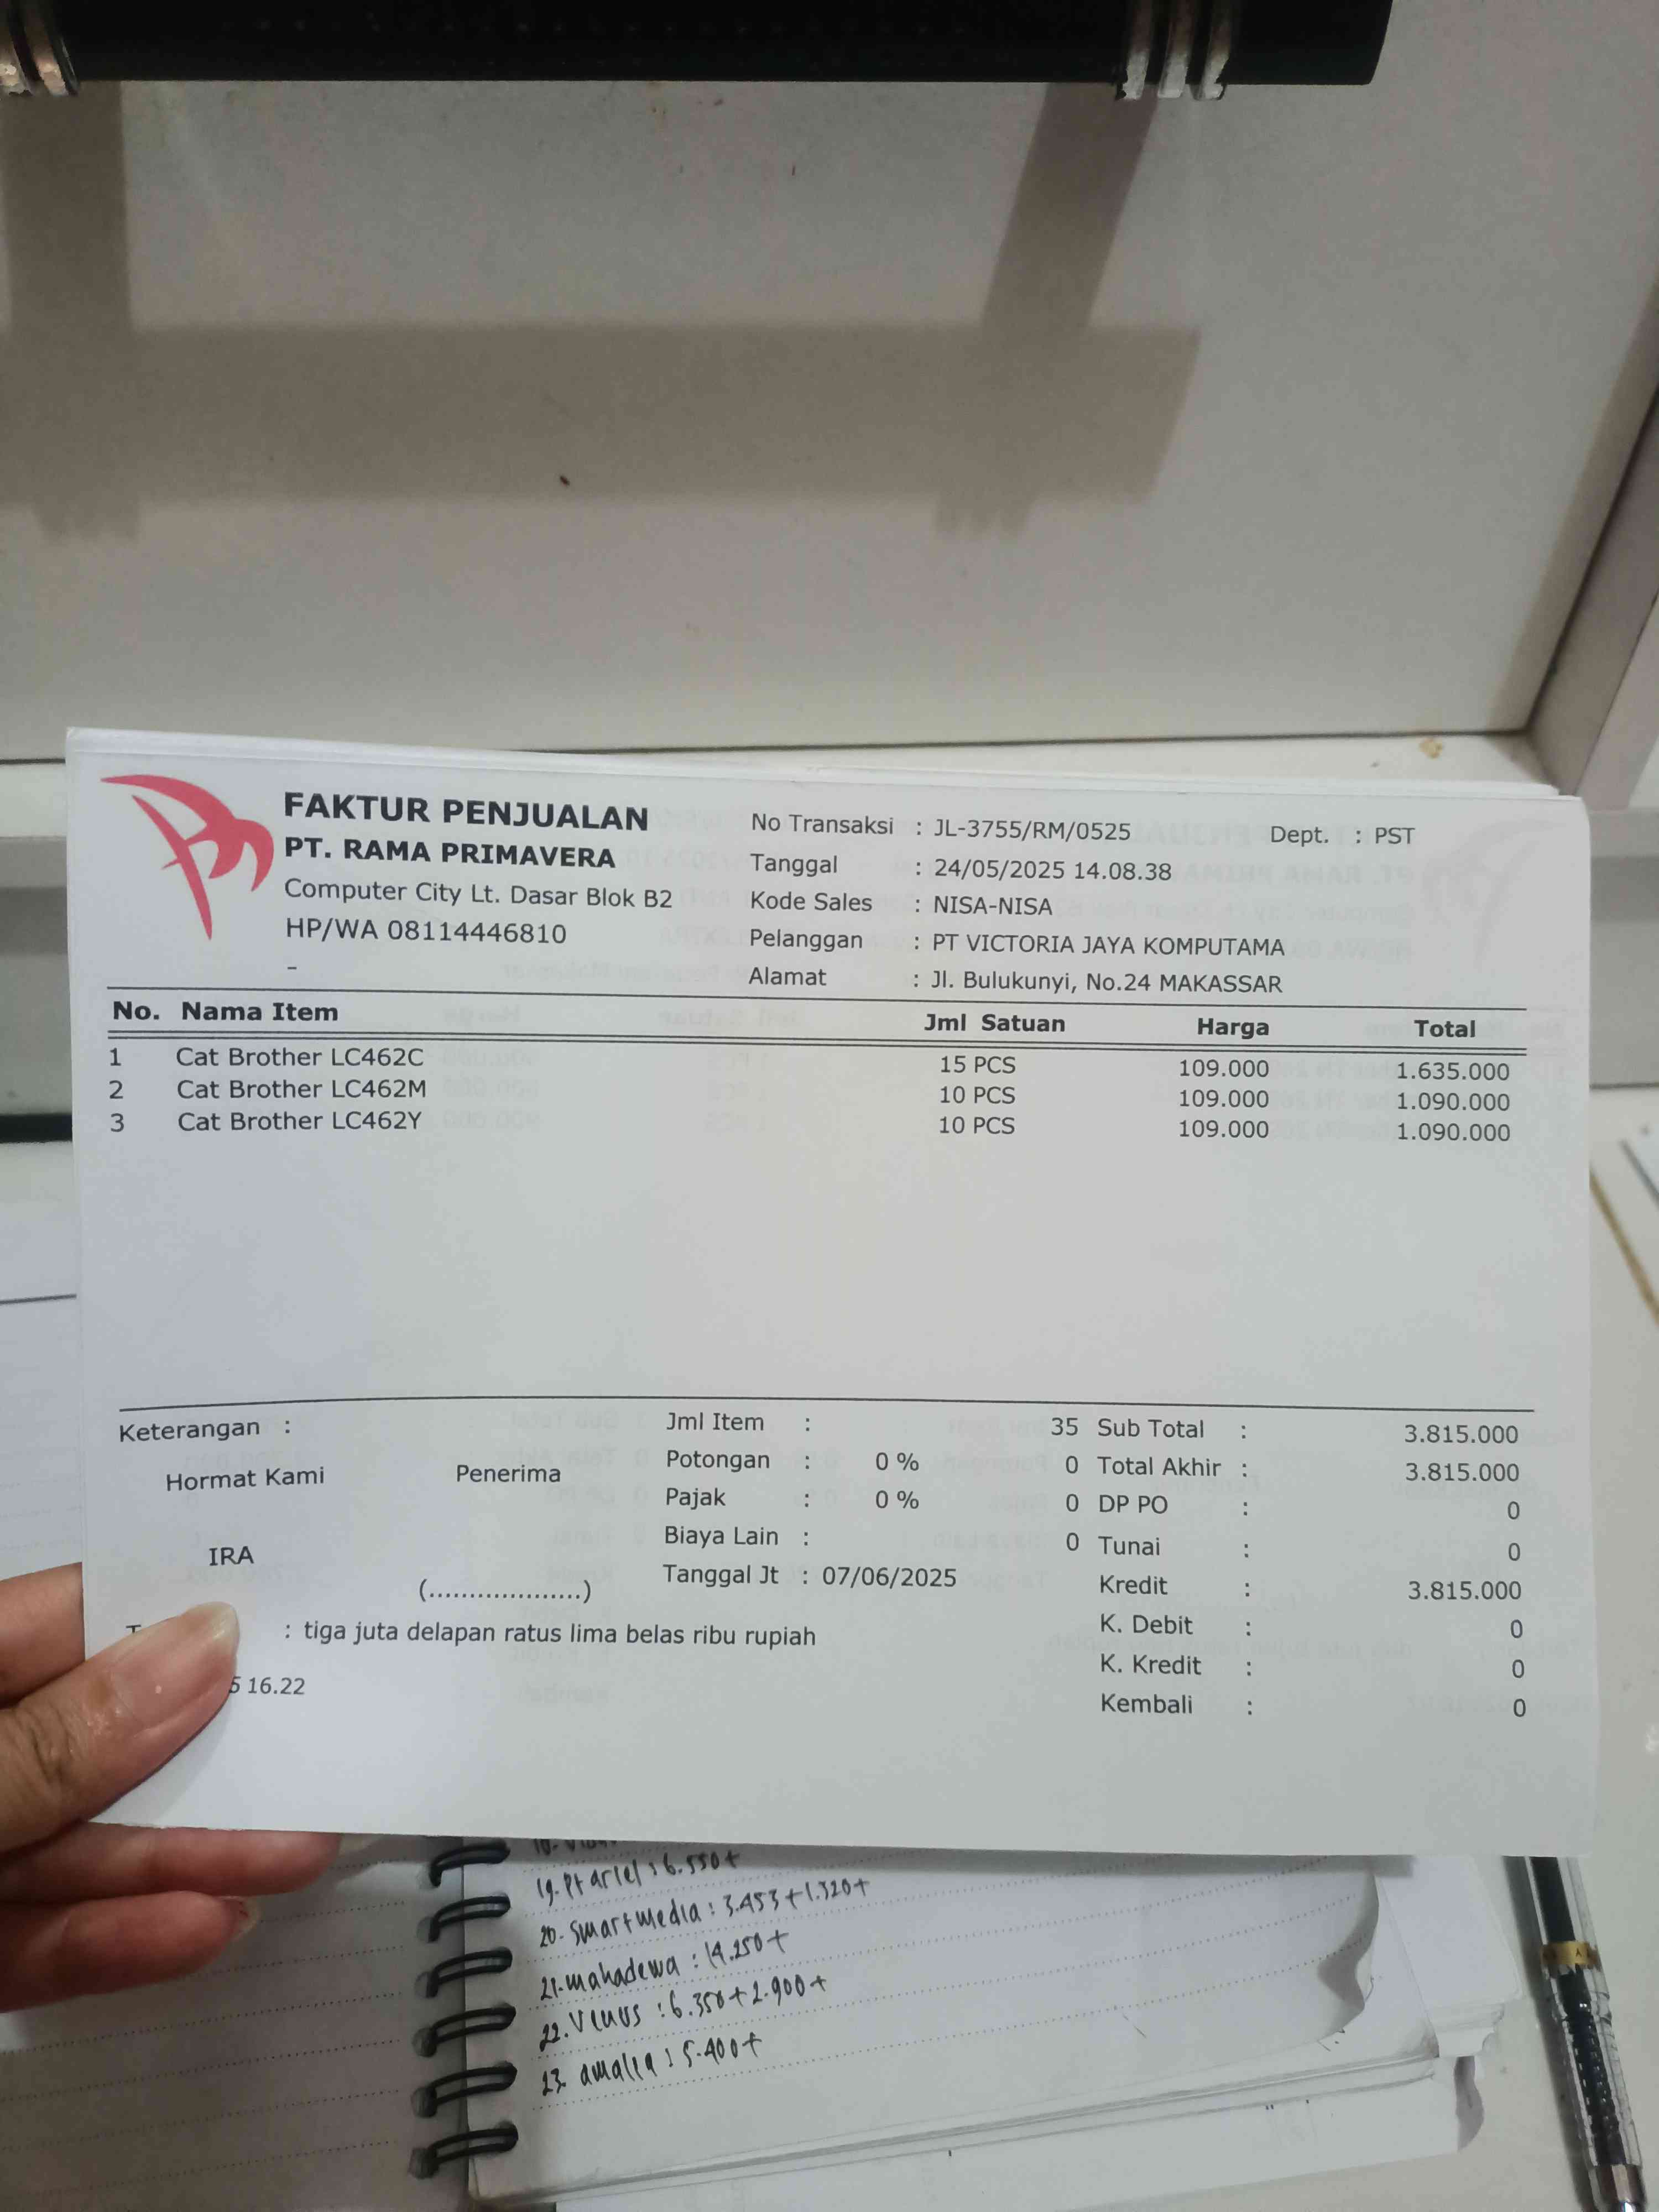 FAKTUR PENJUALAN
PT. RAMA PRIMAVERA
Computer City Lt. Dasar Blok B2
HP/WA 08114446810
-
No Transaksi : JL-3755/RM/0525 Dept. : PST
Tanggal : 24/05/2025 14.08.38
Kode Sales : NISA-NISA
Pelanggan : PT VICTORIA JAYA KOMPUTAMA
Alamat : Jl. Bulukunyi, No.24 MAKASSAR
No. Nama Item Jml Satuan Harga Total
1 Cat Brother LC462C 15 PCS 109.000 1.635.000
2 Cat Brother LC462M 10 PCS 109.000 1.090.000
3 Cat Brother LC462Y 10 PCS 109.000 1.090.000
Keterangan :
Hormat Kami Penerima
IRA
(...................)
Jml Item : 35
Potongan : 0 % 0
Pajak : 0 % 0
Biaya Lain : 0
Tanggal Jt : 07/06/2025
Sub Total : 3.815.000
Total Akhir : 3.815.000
DP PO : 0
Tunai : 0
Kredit : 3.815.000
K. Debit : 0
K. Kredit : 0
Kembali : 0
: tiga juta delapan ratus lima belas ribu rupiah
5 16.22
19. Pt ariel : 6.550+
20. smartmedia : 3.453+1.320+
21. mahadewa : 14.250+
22. Venus : 6.350+2.900+
23. amalia : 5.400+